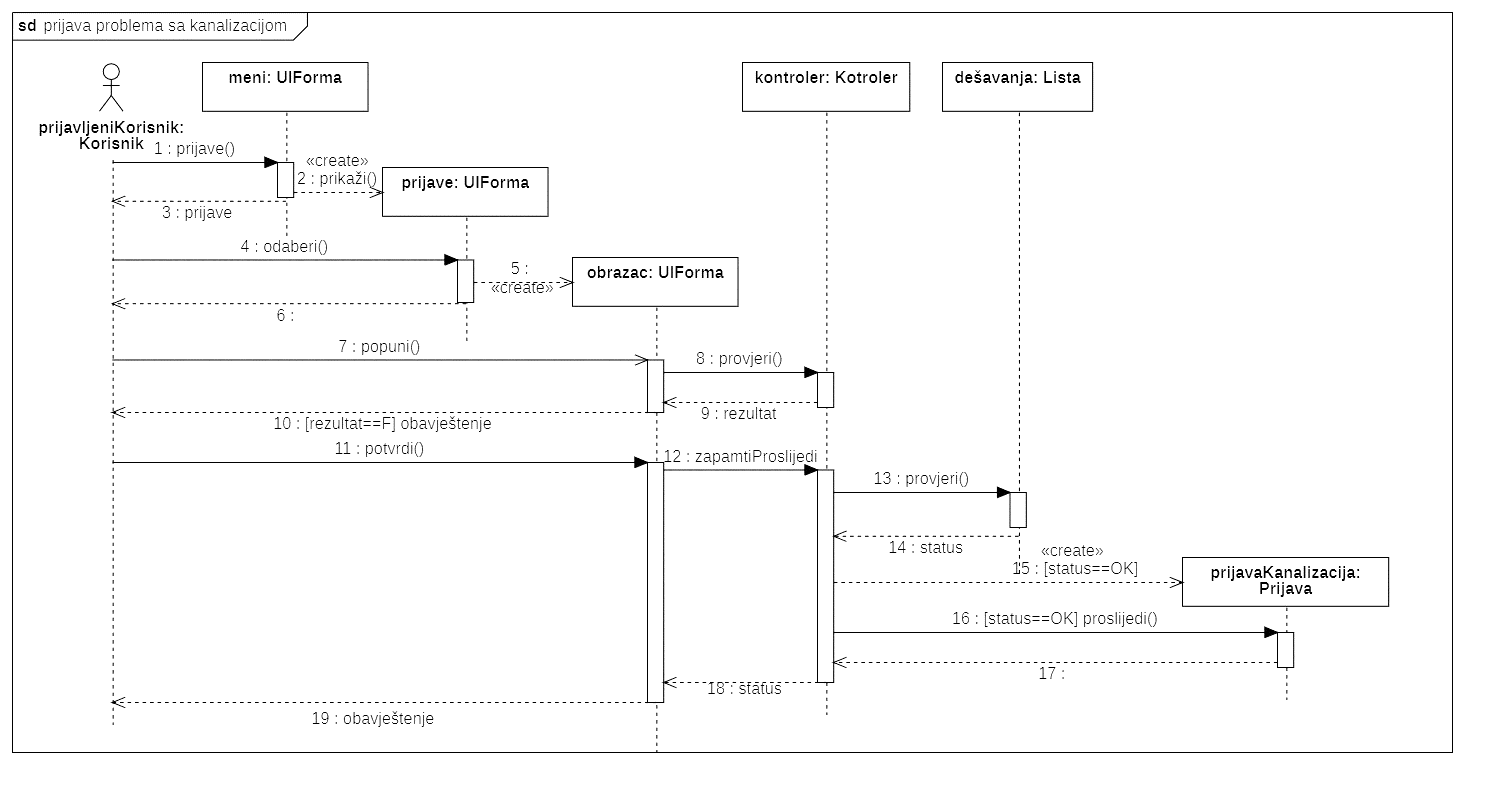 sd prijava problema sa kanalizacijom
meni: UIForma
kontroler: Kotroler
dešavanja: Lista
prijavljeniKorisnik:
Korisnik
1 : prijave()
«create»
2 : prikaži()
prijave: UIForma
3 : prijave
4 : odaberi()
5 :
«create»
obrazac: UIForma
6 :
7 : popuni()
8 : provjeri()
9 : rezultat
10 : [rezultat==F] obavještenje
11 : potvrdi()
12 : zapamtiProslijedi
13 : provjeri()
14 : status
«create»
15 : [status==OK]
prijavaKanalizacija:
Prijava
16 : [status==OK] proslijedi()
17 :
18 : status
19 : obavještenje